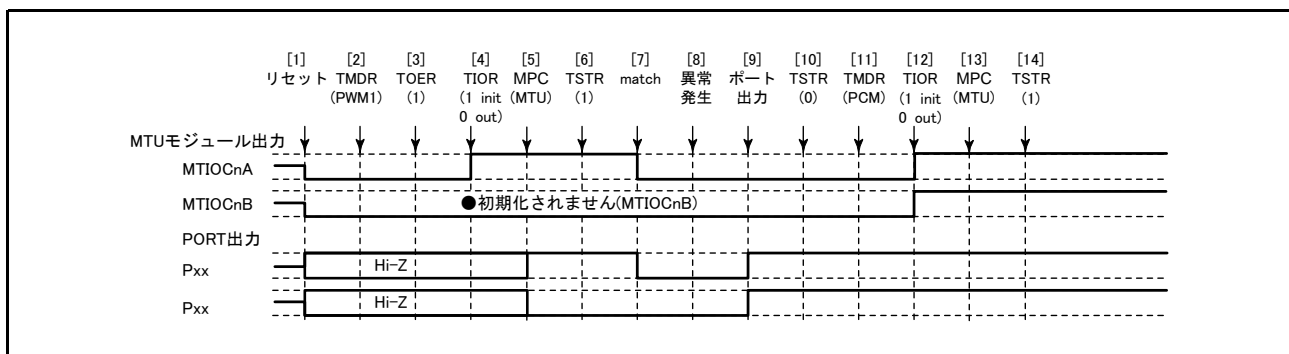 [1] [2] [3] [4] [5] [6] [7] [8] [9] [10] [11] [12] [13] [14]
リセット TMDR TOER TIOR MPC TSTR match 異常 ポート TSTR TMDR TIOR MPC TSTR
(PWM1) (1) (1 init (MTU) (1) 発生 出力 (0) (PCM) (1 init (MTU) (1)
0 out) 0 out)
MTUモジュール出力
MTIOCnA
MTIOCnB ●初期化されません(MTIOCnB)
PORT出力
Pxx Hi-Z
Pxx Hi-Z